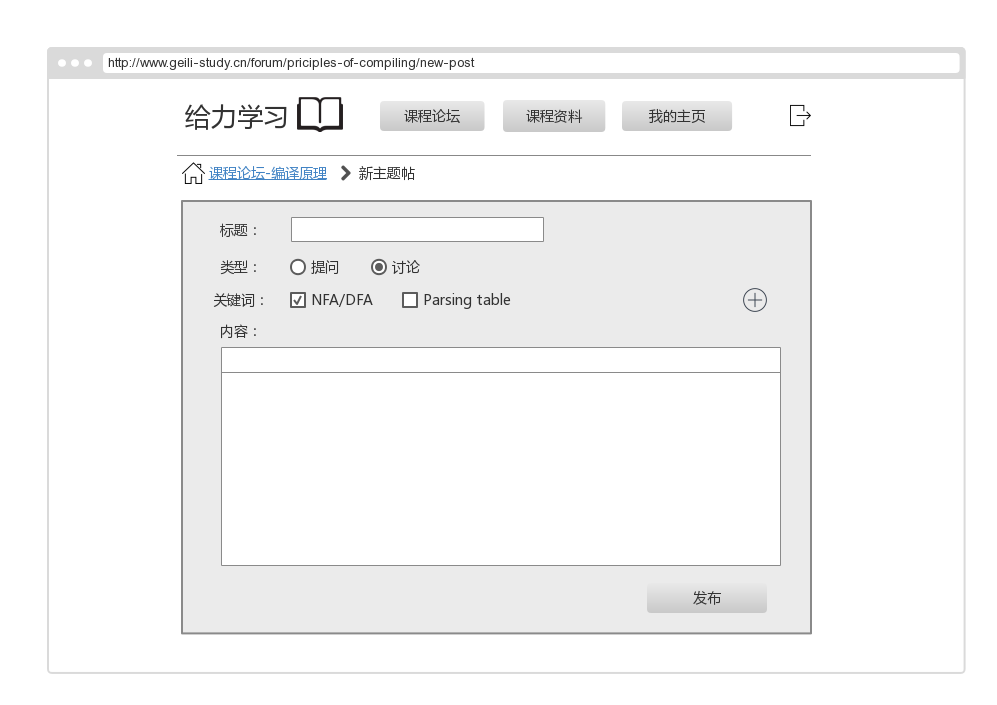 http://www.geili-study.cn/forum/priciples-of-compiling/new-post
给力学习 课程论坛 课程资料 我的主页
课程论坛-编译原理 新主题帖
标题：
类型： 提问 讨论
关键词： NFA/DFA Parsing table
内容：
发布